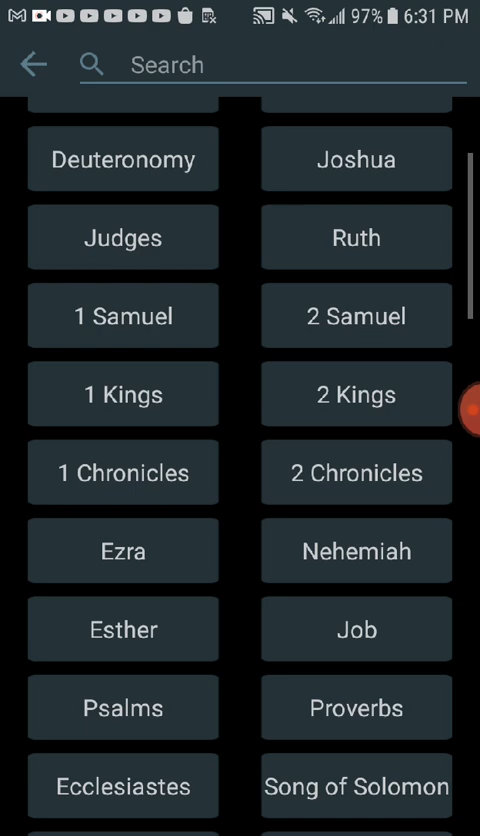 97% 6:31 PM
Search
Deuteronomy Joshua
Judges Ruth
1 Samuel 2 Samuel
1 Kings 2 Kings
1 Chronicles 2 Chronicles
Ezra Nehemiah
Esther Job
Psalms Proverbs
Ecclesiastes Song of Solomon